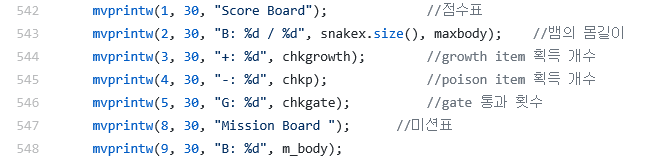 542 mvprintw(1, 30, "Score Board"); //점수표
543 mvprintw(2, 30, "B: %d / %d", snakex.size(), maxbody); //뱀의 몸길이
544 mvprintw(3, 30, "+: %d", chkgrowth); //growth item 획득 개수
545 mvprintw(4, 30, "-: %d", chkp); //poison item 획득 개수
546 mvprintw(5, 30, "G: %d", chkgate); //gate 통과 횟수
547 mvprintw(8, 30, "Mission Board "); //미션표
548 mvprintw(9, 30, "B: %d", m_body);